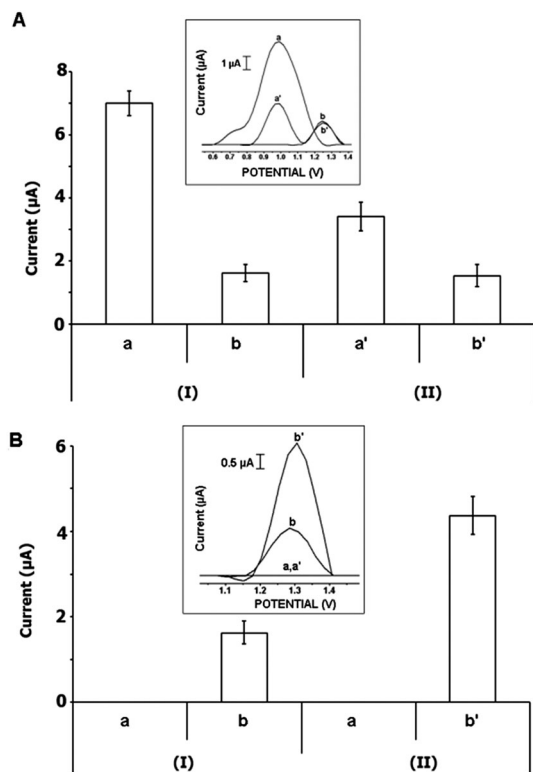 A
8
6
4
2
0
Current (µA)
1 µA
a
a'
b
b'
Current (µA)
0.6 0.7 0.8 0.9 1.0 1.1 1.2 1.3 1.4
POTENTIAL (V)
a b a' b'
(I) (II)
B
6
4
2
0
Current (µA)
0.5 µA
b'
b
a,a'
Current (µA)
1.1 1.2 1.3 1.4
POTENTIAL (V)
a b a b'
(I) (II)